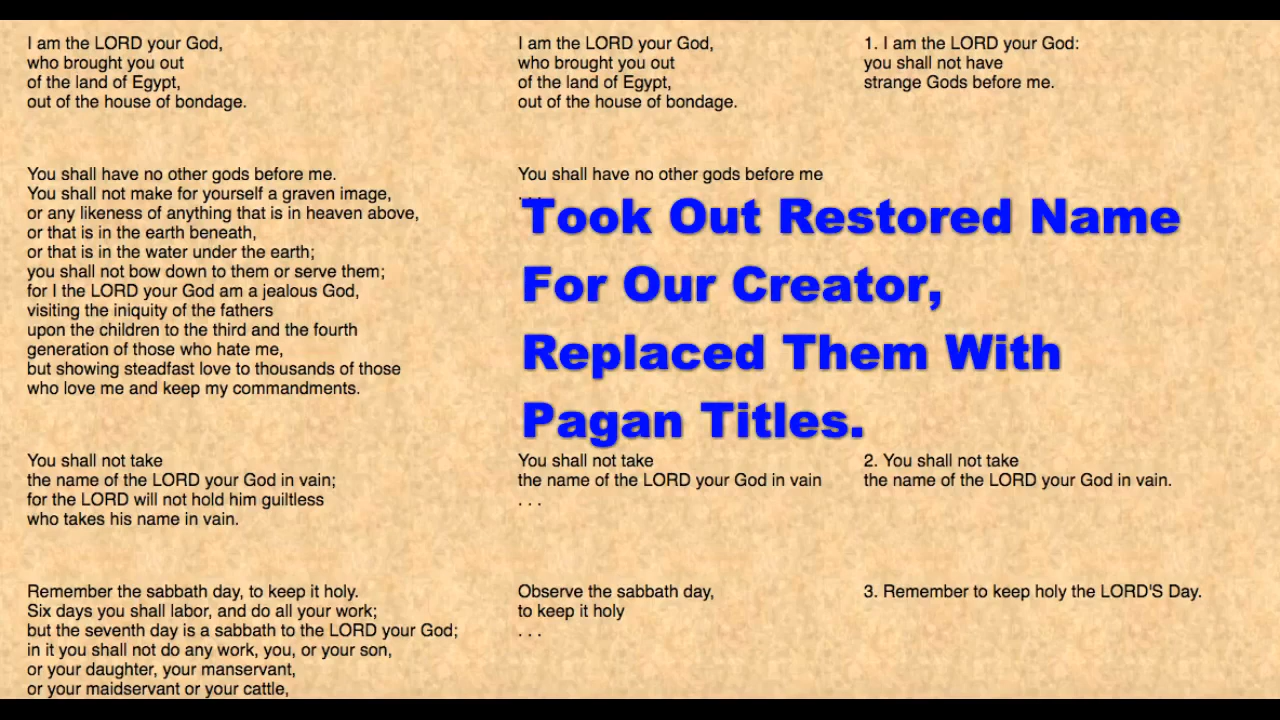 I am the LORD your God,
who brought you out
of the land of Egypt,
out of the house of bondage.
You shall have no other gods before me.
You shall not make for yourself a graven image,
or any likeness of anything that is in heaven above,
or that is in the earth beneath,
or that is in the water under the earth;
you shall not bow down to them or serve them;
for I the LORD your God am a jealous God,
visiting the iniquity of the fathers
upon the children to the third and the fourth
generation of those who hate me,
but showing steadfast love to thousands of those
who love me and keep my commandments.
You shall not take
the name of the LORD your God in vain;
for the LORD will not hold him guiltless
who takes his name in vain.
Remember the sabbath day, to keep it holy.
Six days you shall labor, and do all your work;
but the seventh day is a sabbath to the LORD your God;
in it you shall not do any work, you, or your son,
or your daughter, your manservant,
or your maidservant or your cattle,
I am the LORD your God,
who brought you out
of the land of Egypt,
out of the house of bondage.
You shall have no other gods before me
. . .
Took Out Restored Name
For Our Creator,
Replaced Them With
Pagan Titles.
You shall not take
the name of the LORD your God in vain
. . .
Observe the sabbath day,
to keep it holy
. . .
1. I am the LORD your God:
you shall not have
strange Gods before me.
2. You shall not take
the name of the LORD your God in vain.
3. Remember to keep holy the LORD'S Day.